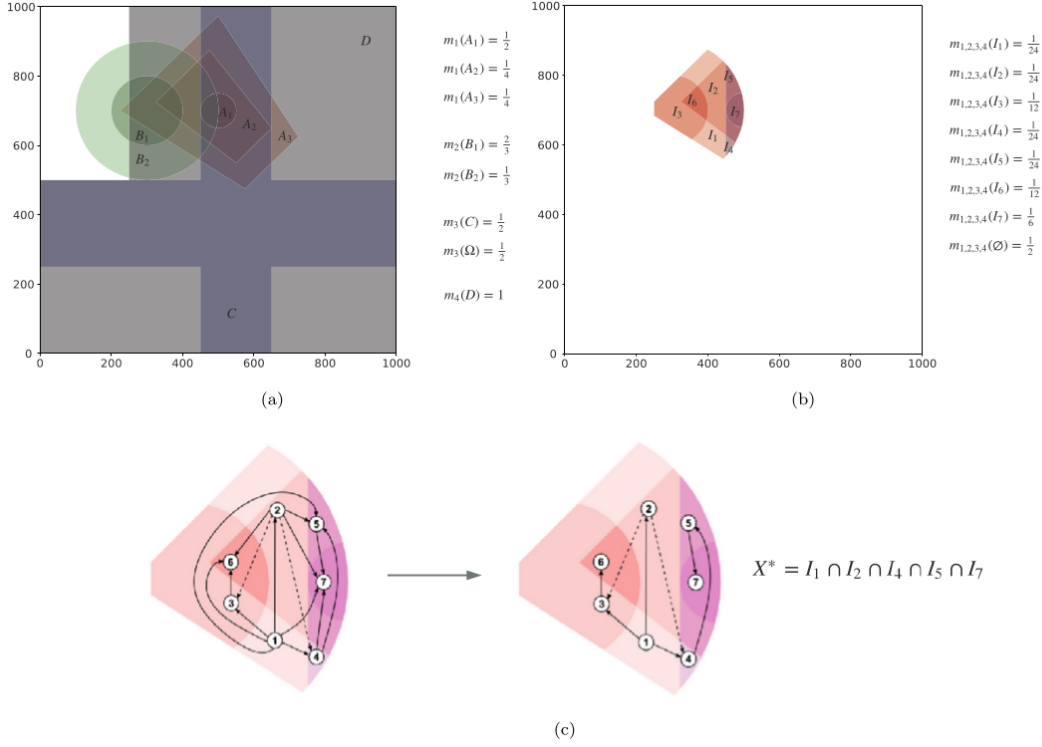 1000
800
600
400
200
0
0
200
400
600
800
1000
D
A₁
A₂
A₃
B₁
B₂
C
m₁(A₁) = 1/2
m₁(A₂) = 1/4
m₁(A₃) = 1/4
m₂(B₁) = 2/3
m₂(B₂) = 1/3
m₃(C) = 1/2
m₃(Ω) = 1/2
m₄(D) = 1
(a)
1000
800
600
400
200
0
0
200
400
600
800
1000
I₅
I₂
I₆
I₃
I₇
I₁
I₄
m₁,₂,₃,₄(I₁) = 1/24
m₁,₂,₃,₄(I₂) = 1/24
m₁,₂,₃,₄(I₃) = 1/12
m₁,₂,₃,₄(I₄) = 1/24
m₁,₂,₃,₄(I₅) = 1/24
m₁,₂,₃,₄(I₆) = 1/12
m₁,₂,₃,₄(I₇) = 1/6
m₁,₂,₃,₄(∅) = 1/2
(b)
2
5
6
7
3
1
4
2
5
6
7
3
1
4
X* = I₁ ∩ I₂ ∩ I₄ ∩ I₅ ∩ I₇
(c)